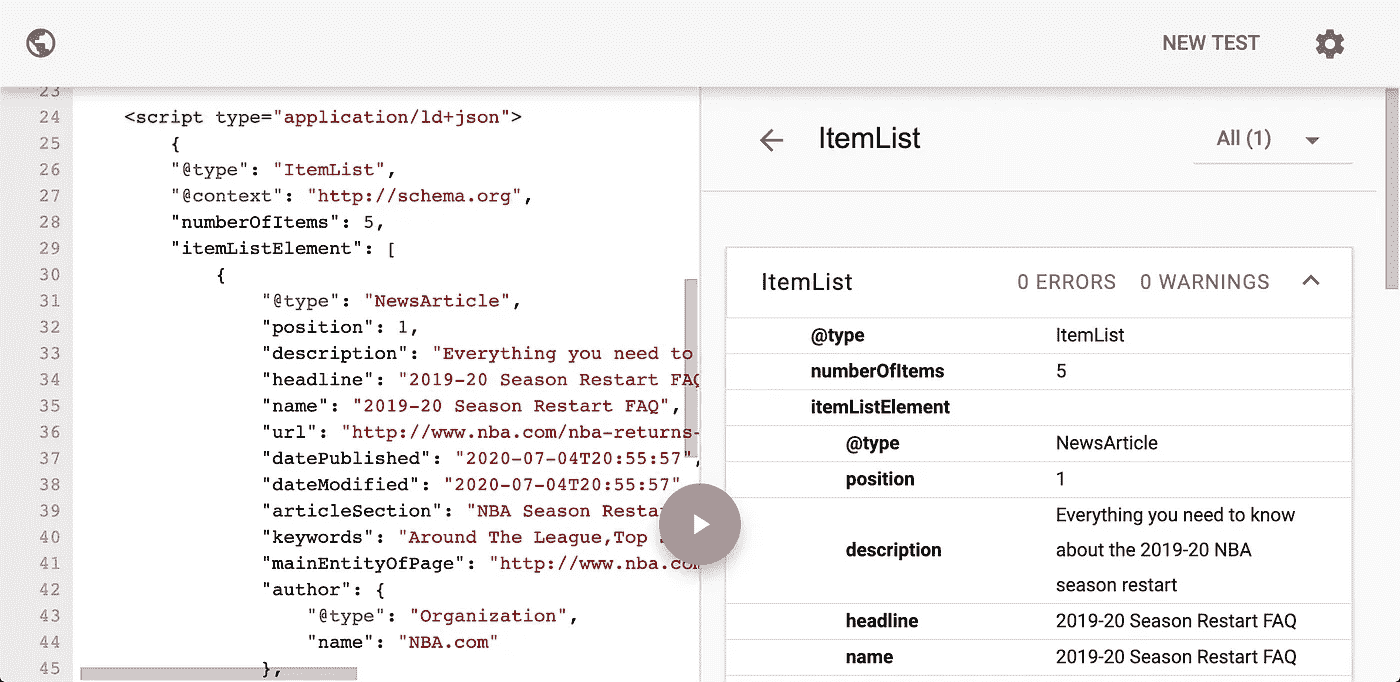 NEW TEST
23
24 <script type="application/ld+json">
25 {
26 "@type": "ItemList",
27 "@context": "http://schema.org",
28 "numberOfItems": 5,
29 "itemListElement": [
30 {
31 "@type": "NewsArticle",
32 "position": 1,
33 "description": "Everything you need to
34 "headline": "2019-20 Season Restart FAQ
35 "name": "2019-20 Season Restart FAQ",
36 "url": "http://www.nba.com/nba-returns-
37 "datePublished": "2020-07-04T20:55:57",
38 "dateModified": "2020-07-04T20:55:57"
39 "articleSection": "NBA Season
40 "keywords": "Around The League,Top
41 "mainEntityOfPage": "http://www.nba.com
42 "author": {
43 "@type": "Organization",
44 "name": "NBA.com"
45 },
ItemList
All (1)
ItemList 0 ERRORS 0 WARNINGS
@type ItemList
numberOfItems 5
itemListElement
@type NewsArticle
position 1
description Everything you need to know
about the 2019-20 NBA
season restart
headline 2019-20 Season Restart FAQ
name 2019-20 Season Restart FAQ